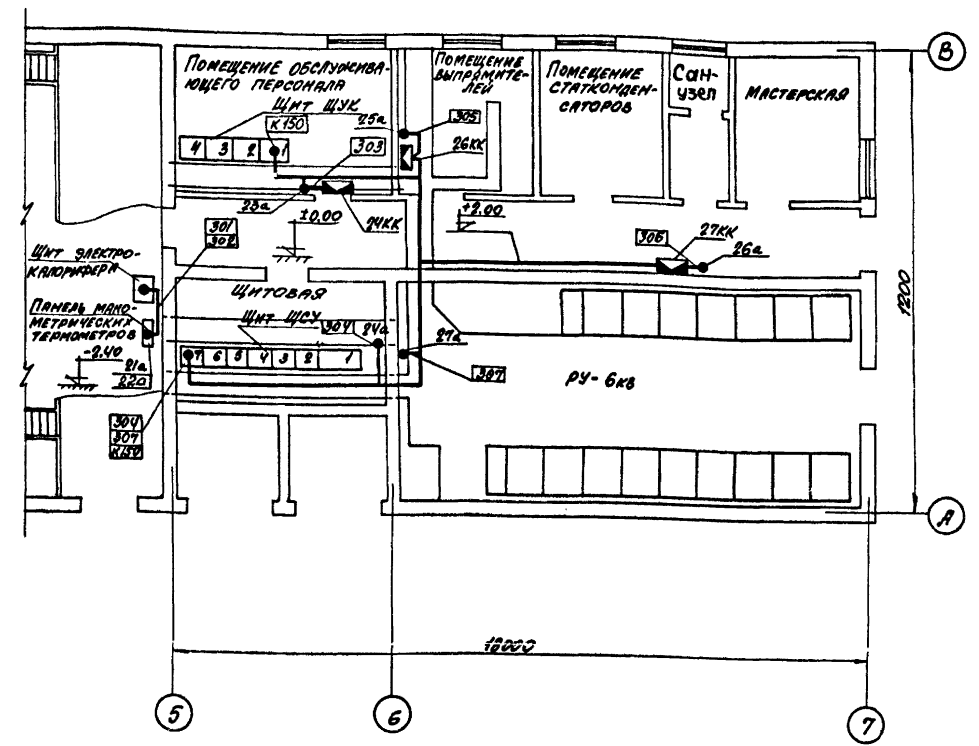 Помещение обслужива-
ющего персонала
Щит ЩУК
К150
4 3 2 1
25а
305
26КК
303
23а
24КК
±0.00
Помещение
выпрямите-
лей
Помещение
статконден-
саторов
Сан-
узел
Мастерская
В
+2.00
306
27КК
26а
301
302
Щит электро-
калорифера
Панель мано-
метрических
термометров
-2.40
21а
22а
Щитовая
Щит ЩСУ
304
24а
7 6 5 4 3 2 1
27а
307
РУ-6кв
304
307
К150
7200
А
18000
5
6
7